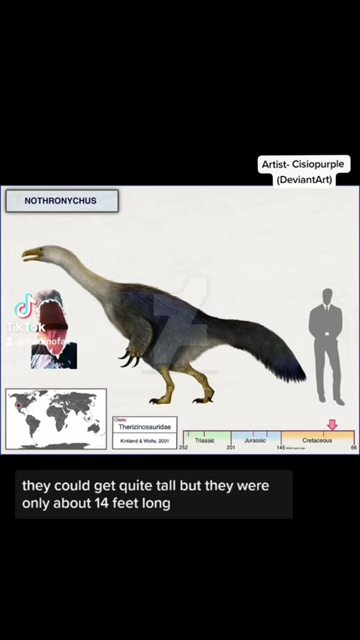 Artist- Cisiopurple
(DeviantArt)
NOTHRONYCHUS
TikTok
Clade:
Therizinosauridae
Kirkland & Wolfe, 2001
Triassic
Jurassic
Cretaceous
252
201
145
66
they could get quite tall but they were
only about 14 feet long